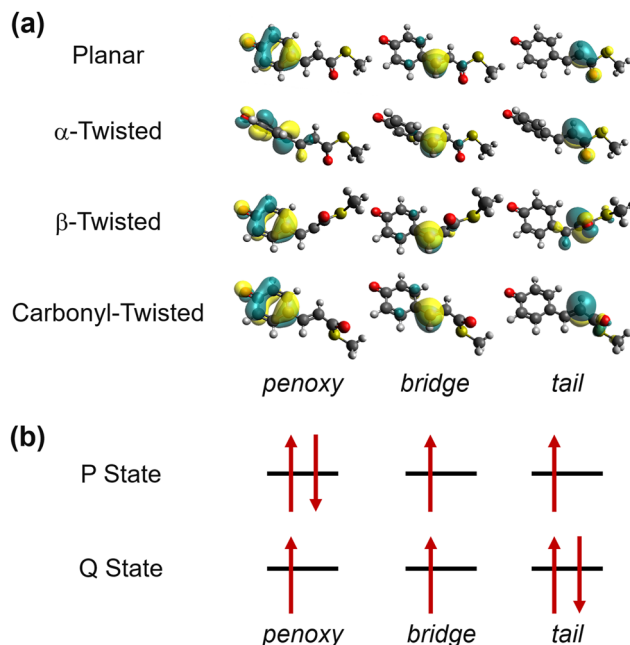 (a)
Planar
α-Twisted
β-Twisted
Carbonyl-Twisted
penoxy bridge tail
(b)
P State
Q State
penoxy bridge tail